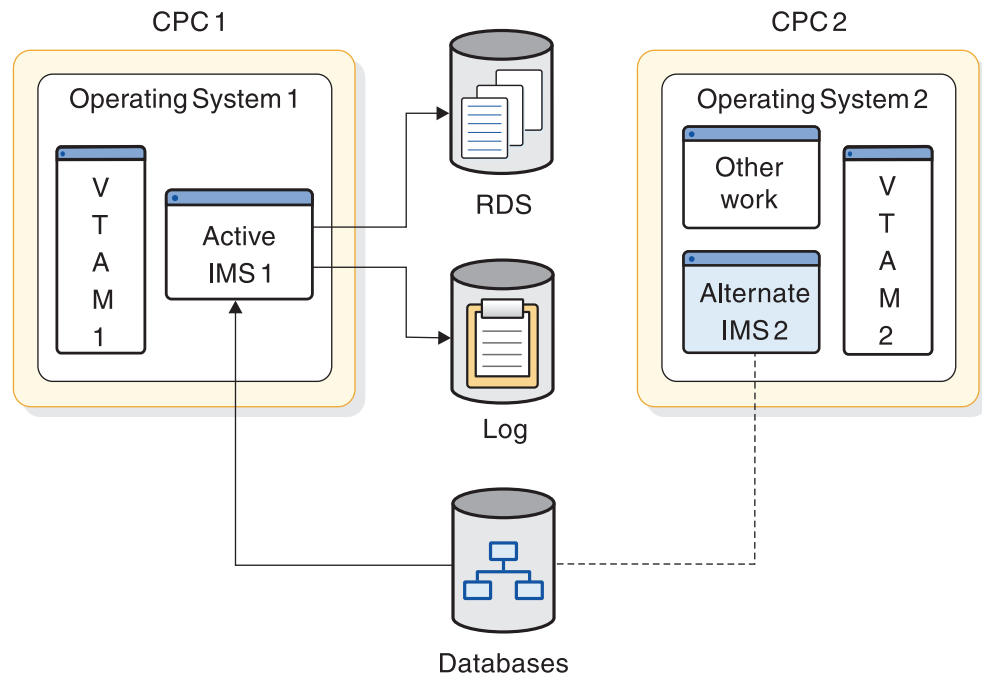 CPC 1
CPC 2
Operating System 1
V
T
A
M
1
Active
IMS 1
RDS
Log
Operating System 2
Other
work
Alternate
IMS 2
V
T
A
M
2
Databases